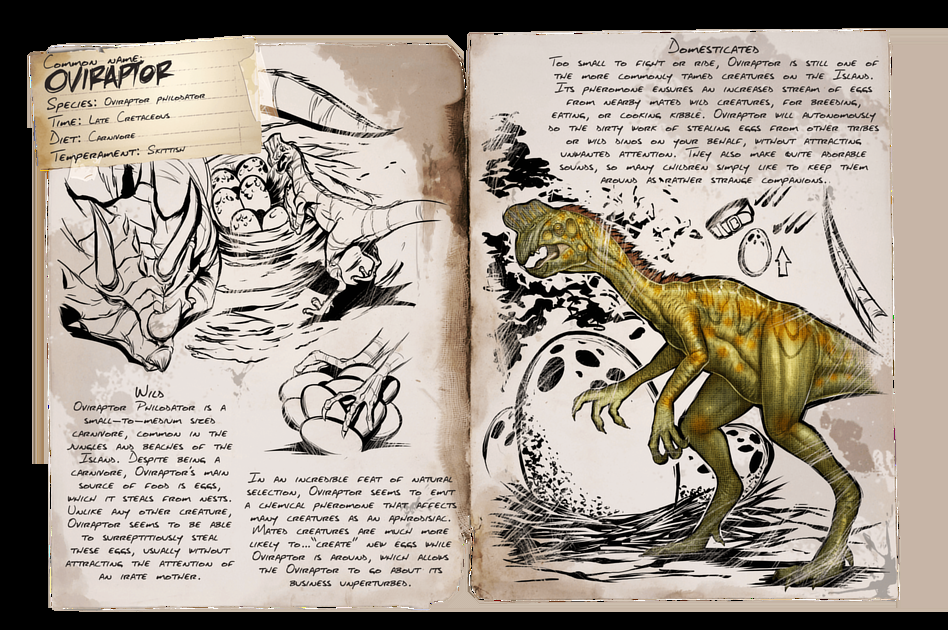 Common name:
OVIRAPTOR
Species: Oviraptor philodator
Time: Late Cretaceous
Diet: Carnivore
Temperament: Skittish
Wild
Oviraptor Philodator is a
small-to-medium sized
carnivore, common in the
jungles and beaches of the
Island. Despite being a
carnivore, Oviraptor's main
source of food is eggs,
which it steals from nests.
Unlike any other creature,
Oviraptor seems to be able
to surreptitiously steal
these eggs, usually without
attracting the attention of
an irate mother.
In an incredible feat of natural
selection, Oviraptor seems to emit
a chemical pheromone that affects
many creatures as an aphrodisiac.
Mated creatures are much more
likely to..."create" new eggs while
Oviraptor is around, which allows
the Oviraptor to go about its
business unperturbed.
Domesticated
Too small to fight or ride, Oviraptor is still one of
the more commonly tamed creatures on the Island.
Its pheromone ensures an increased stream of eggs
from nearby mated wild creatures, for breeding,
eating, or cooking kibble. Oviraptor will autonomously
do the dirty work of stealing eggs from other tribes
or wild dinos on your behalf, without attracting
unwanted attention. They also make quite adorable
sounds, so many children simply like to keep them
around as rather strange companions.